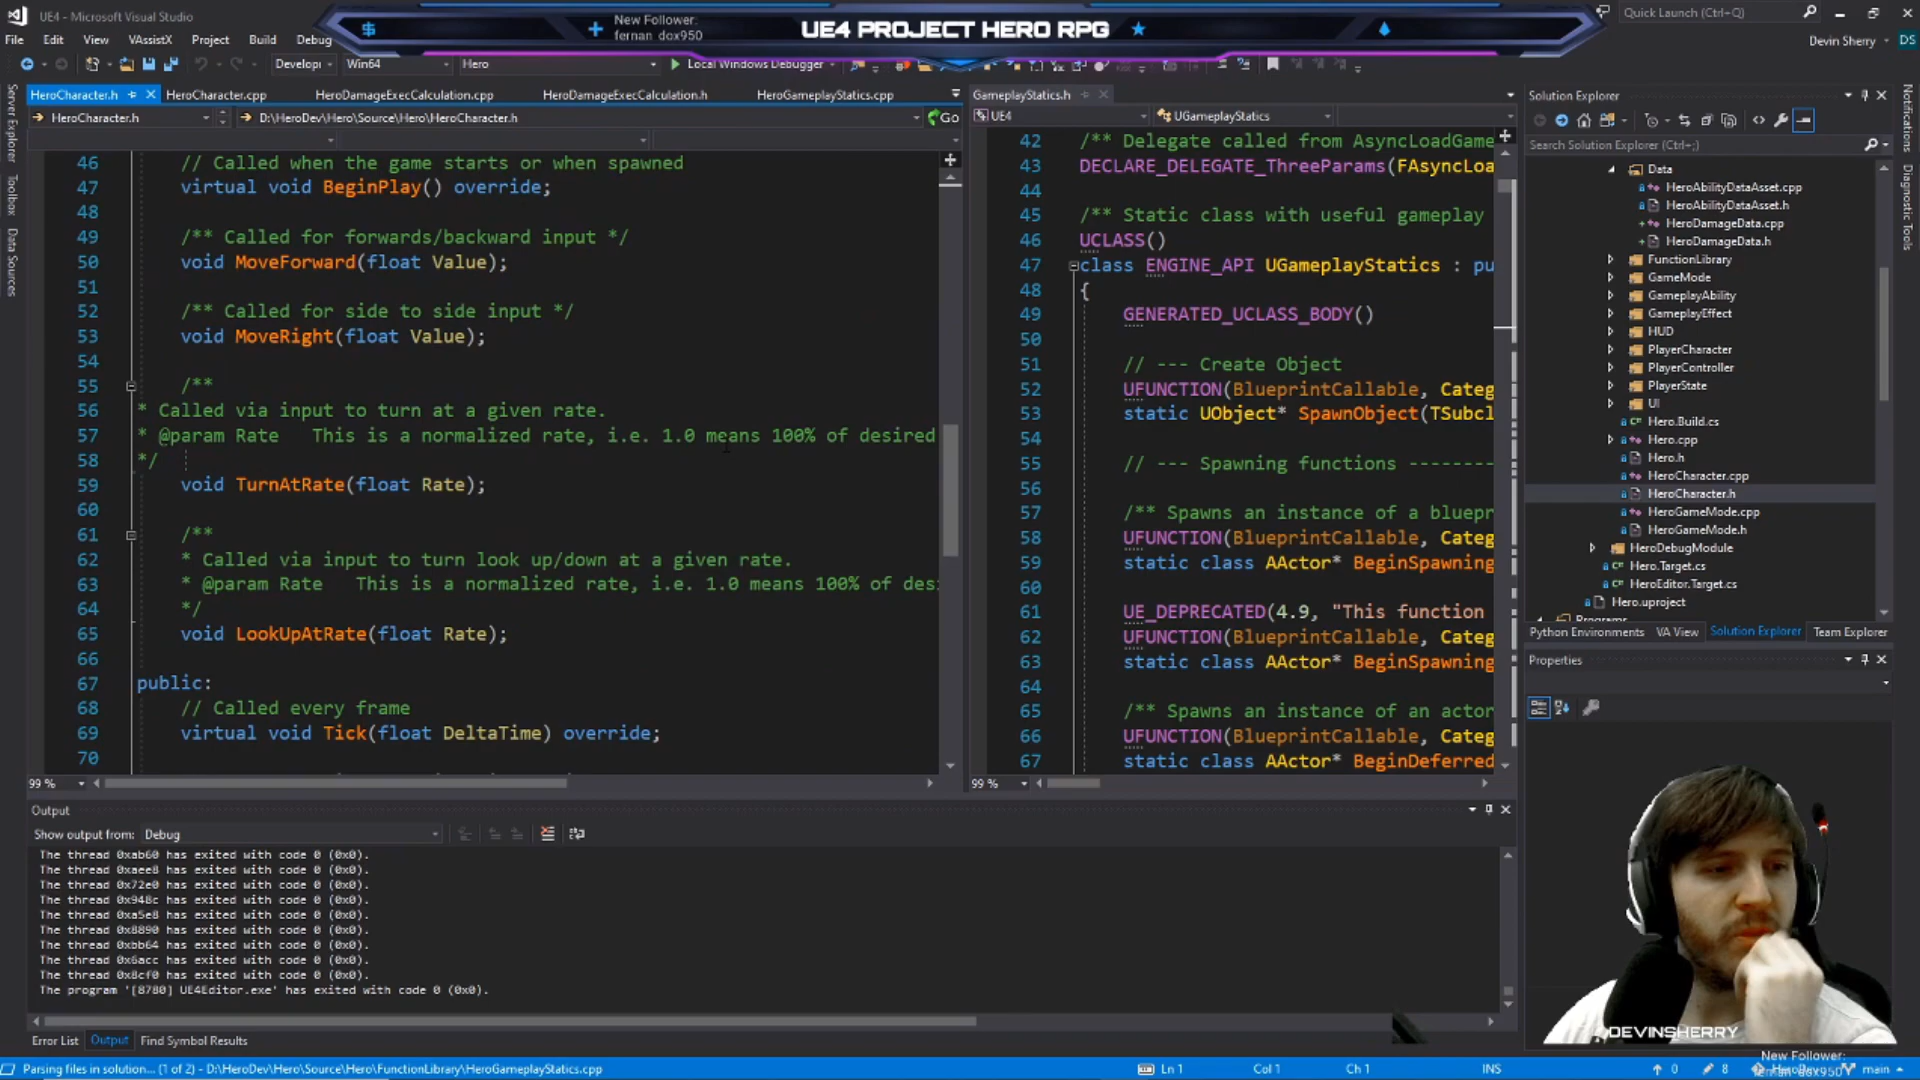 UE4 - Microsoft Visual Studio
New Follower:
fernan_dox950
UE4 PROJECT HERO RPG
Quick Launch (Ctrl+Q)
File Edit View VAssistX Project Build Debug
Devin Sherry DS
Develop Win64 Hero Local Windows Debugger
Server Explorer
Toolbox
Data Sources
HeroCharacter.h HeroCharacter.cpp HeroDamageExecCalculation.cpp HeroDamageExecCalculation.h HeroGameplayStatics.cpp
HeroCharacter.h D:\HeroDev\Hero\Source\Hero\HeroCharacter.h Go
46 // Called when the game starts or when spawned
47 virtual void BeginPlay() override;
48
49 /** Called for forwards/backward input */
50 void MoveForward(float Value);
51
52 /** Called for side to side input */
53 void MoveRight(float Value);
54
55 /**
56 * Called via input to turn at a given rate.
57 * @param Rate This is a normalized rate, i.e. 1.0 means 100% of desired
58 */
59 void TurnAtRate(float Rate);
60
61 /**
62 * Called via input to turn look up/down at a given rate.
63 * @param Rate This is a normalized rate, i.e. 1.0 means 100% of des
64 */
65 void LookUpAtRate(float Rate);
66
67 public:
68 // Called every frame
69 virtual void Tick(float DeltaTime) override;
70
99 %
GameplayStatics.h
UE4 UGameplayStatics
42 /** Delegate called from AsyncLoadGame
43 DECLARE_DELEGATE_ThreeParams(FAsyncLoa
44
45 /** Static class with useful gameplay
46 UCLASS()
47 class ENGINE_API UGameplayStatics : pu
48 {
49 GENERATED_UCLASS_BODY()
50
51 // --- Create Object
52 UFUNCTION(BlueprintCallable, Categ
53 static UObject* SpawnObject(TSubcl
54
55 // --- Spawning functions --------
56
57 /** Spawns an instance of a bluepr
58 UFUNCTION(BlueprintCallable, Categ
59 static class AActor* BeginSpawning
60
61 UE_DEPRECATED(4.9, "This function
62 UFUNCTION(BlueprintCallable, Categ
63 static class AActor* BeginSpawning
64
65 /** Spawns an instance of an actor
66 UFUNCTION(BlueprintCallable, Categ
67 static class AActor* BeginDeferred
99 %
Solution Explorer
Search Solution Explorer (Ctrl+;)
Data
HeroAbilityDataAsset.cpp
HeroAbilityDataAsset.h
HeroDamageData.cpp
HeroDamageData.h
FunctionLibrary
GameMode
GameplayAbility
GameplayEffect
HUD
PlayerCharacter
PlayerController
PlayerState
UI
Hero.Build.cs
Hero.cpp
Hero.h
HeroCharacter.cpp
HeroCharacter.h
HeroGameMode.cpp
HeroGameMode.h
HeroDebugModule
Hero.Target.cs
HeroEditor.Target.cs
Hero.uproject
Programs
Python Environments VA View Solution Explorer Team Explorer
Properties
Notifications
Diagnostic Tools
Output
Show output from: Debug
The thread 0xab60 has exited with code 0 (0x0).
The thread 0xaee8 has exited with code 0 (0x0).
The thread 0x72e0 has exited with code 0 (0x0).
The thread 0x948c has exited with code 0 (0x0).
The thread 0xa5e8 has exited with code 0 (0x0).
The thread 0x8890 has exited with code 0 (0x0).
The thread 0xbb64 has exited with code 0 (0x0).
The thread 0x6acc has exited with code 0 (0x0).
The thread 0x8cf0 has exited with code 0 (0x0).
The program '[8780] UE4Editor.exe' has exited with code 0 (0x0).
Error List Output Find Symbol Results
DEVINSHERRY
New Follower:
fernan_dox950
Parsing files in solution... (1 of 2) - D:\HeroDev\Hero\Source\Hero\FunctionLibrary\HeroGameplayStatics.cpp
Ln 1 Col 1 Ch 1 INS 0 8 main